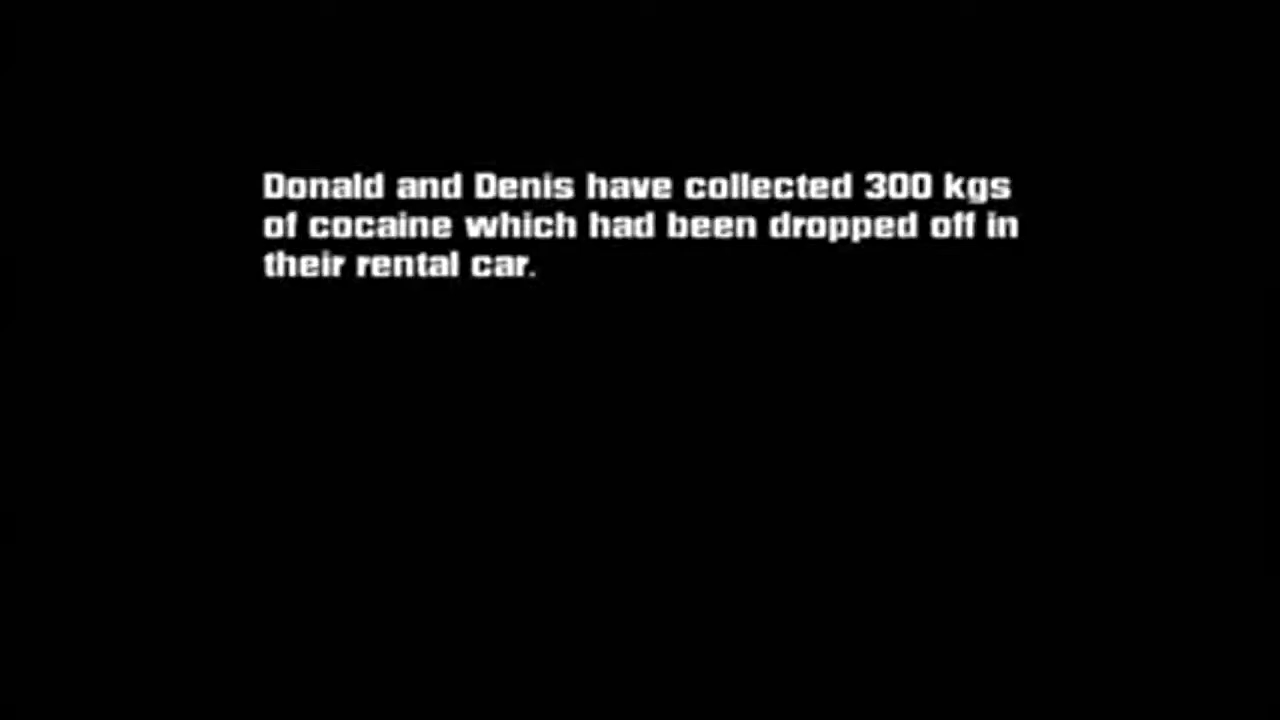 Donald and Denis have collected 300 kgs
of cocaine which had been dropped off in
their rental car.